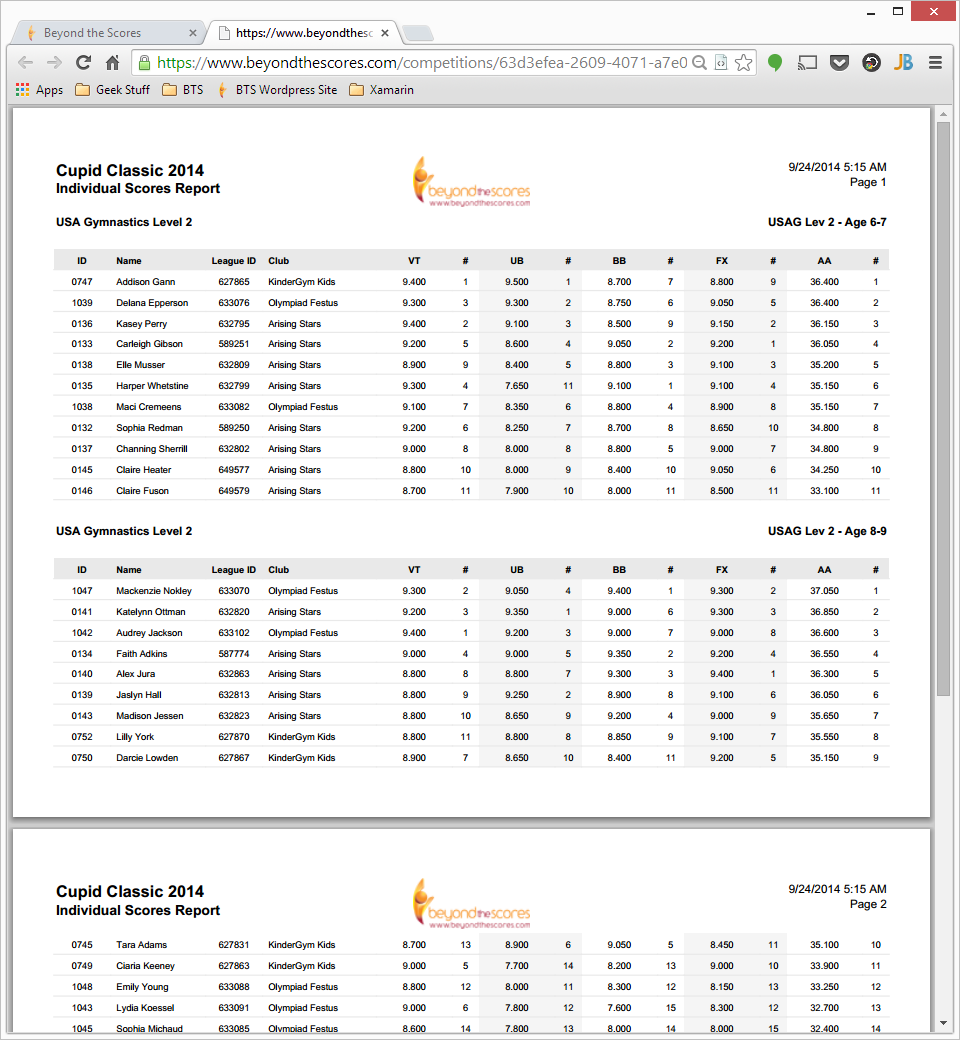 Beyond the Scores
https://www.beyondthesc
https://www.beyondthescores.com/competitions/63d3efea-2609-4071-a7e0
JB
Apps Geek Stuff BTS BTS Wordpress Site Xamarin
Cupid Classic 2014
Individual Scores Report
beyondthescores
www.beyondthescores.com
9/24/2014 5:15 AM
Page 1
USA Gymnastics Level 2 USAG Lev 2 - Age 6-7
ID Name League ID Club VT # UB # BB # FX # AA #
0747 Addison Gann 627865 KinderGym Kids 9.400 1 9.500 1 8.700 7 8.800 9 36.400 1
1039 Delana Epperson 633076 Olympiad Festus 9.300 3 9.300 2 8.750 6 9.050 5 36.400 2
0136 Kasey Perry 632795 Arising Stars 9.400 2 9.100 3 8.500 9 9.150 2 36.150 3
0133 Carleigh Gibson 589251 Arising Stars 9.200 5 8.600 4 9.050 2 9.200 1 36.050 4
0138 Elle Musser 632809 Arising Stars 8.900 9 8.400 5 8.800 3 9.100 3 35.200 5
0135 Harper Whetstine 632799 Arising Stars 9.300 4 7.650 11 9.100 1 9.100 4 35.150 6
1038 Maci Cremeens 633082 Olympiad Festus 9.100 7 8.350 6 8.800 4 8.900 8 35.150 7
0132 Sophia Redman 589250 Arising Stars 9.200 6 8.250 7 8.700 8 8.650 10 34.800 8
0137 Channing Sherrill 632802 Arising Stars 9.000 8 8.000 8 8.800 5 9.000 7 34.800 9
0145 Claire Heater 649577 Arising Stars 8.800 10 8.000 9 8.400 10 9.050 6 34.250 10
0146 Claire Fuson 649579 Arising Stars 8.700 11 7.900 10 8.000 11 8.500 11 33.100 11
USA Gymnastics Level 2 USAG Lev 2 - Age 8-9
ID Name League ID Club VT # UB # BB # FX # AA #
1047 Mackenzie Nokley 633070 Olympiad Festus 9.300 2 9.050 4 9.400 1 9.300 2 37.050 1
0141 Katelynn Ottman 632820 Arising Stars 9.200 3 9.350 1 9.000 6 9.300 3 36.850 2
1042 Audrey Jackson 633102 Olympiad Festus 9.400 1 9.200 3 9.000 7 9.000 8 36.600 3
0134 Faith Adkins 587774 Arising Stars 9.000 4 9.000 5 9.350 2 9.200 4 36.550 4
0140 Alex Jura 632863 Arising Stars 8.800 8 8.800 7 9.300 3 9.400 1 36.300 5
0139 Jaslyn Hall 632813 Arising Stars 8.800 9 9.250 2 8.900 8 9.100 6 36.050 6
0143 Madison Jessen 632823 Arising Stars 8.800 10 8.650 9 9.200 4 9.000 9 35.650 7
0752 Lilly York 627870 KinderGym Kids 8.800 11 8.800 8 8.850 9 9.100 7 35.550 8
0750 Darcie Lowden 627867 KinderGym Kids 8.900 7 8.650 10 8.400 11 9.200 5 35.150 9
Cupid Classic 2014
Individual Scores Report
beyondthescores
www.beyondthescores.com
9/24/2014 5:15 AM
Page 2
0745 Tara Adams 627831 KinderGym Kids 8.700 13 8.900 6 9.050 5 8.450 11 35.100 10
0749 Ciaria Keeney 627863 KinderGym Kids 9.000 5 7.700 14 8.200 13 9.000 10 33.900 11
1048 Emily Young 633088 Olympiad Festus 8.800 12 8.000 11 8.300 12 8.150 13 33.250 12
1043 Lydia Koessel 633091 Olympiad Festus 9.000 6 7.800 12 7.600 15 8.300 12 32.700 13
1045 Sophia Michaud 633085 Olympiad Festus 8.600 14 7.800 13 8.000 14 8.000 15 32.400 14